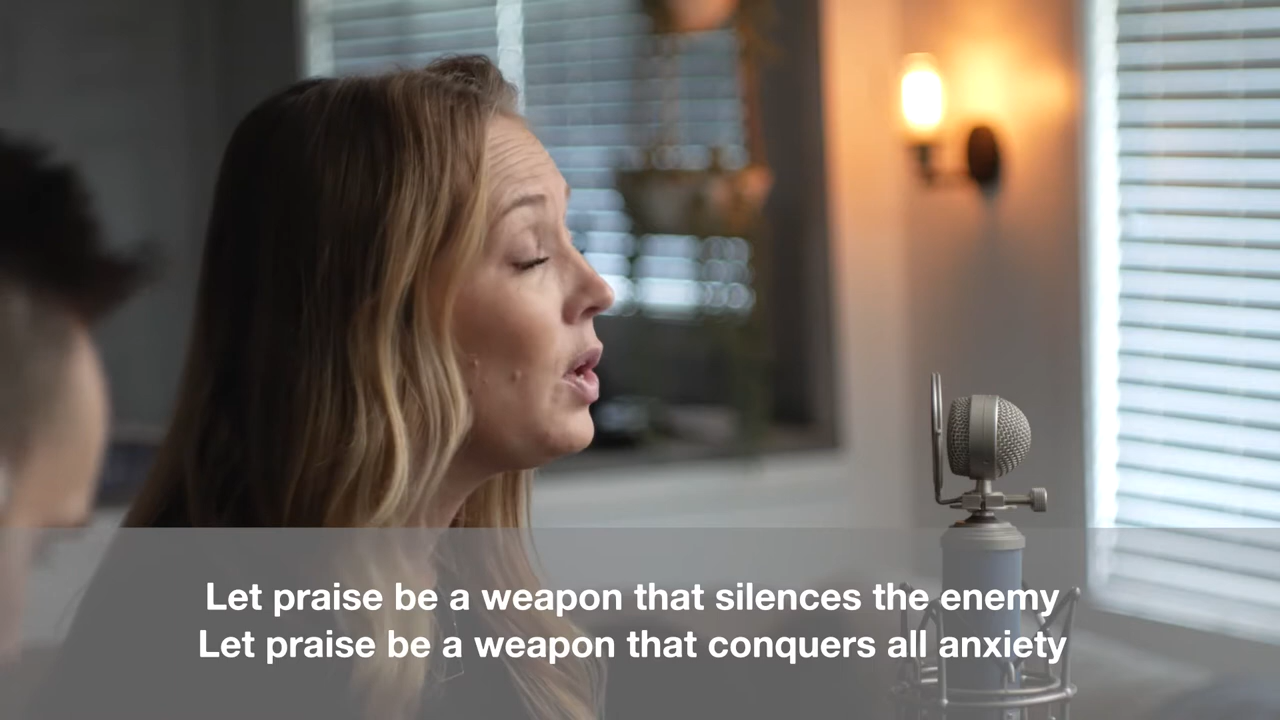 Let praise be a weapon that silences the enemy
Let praise be a weapon that conquers all anxiety